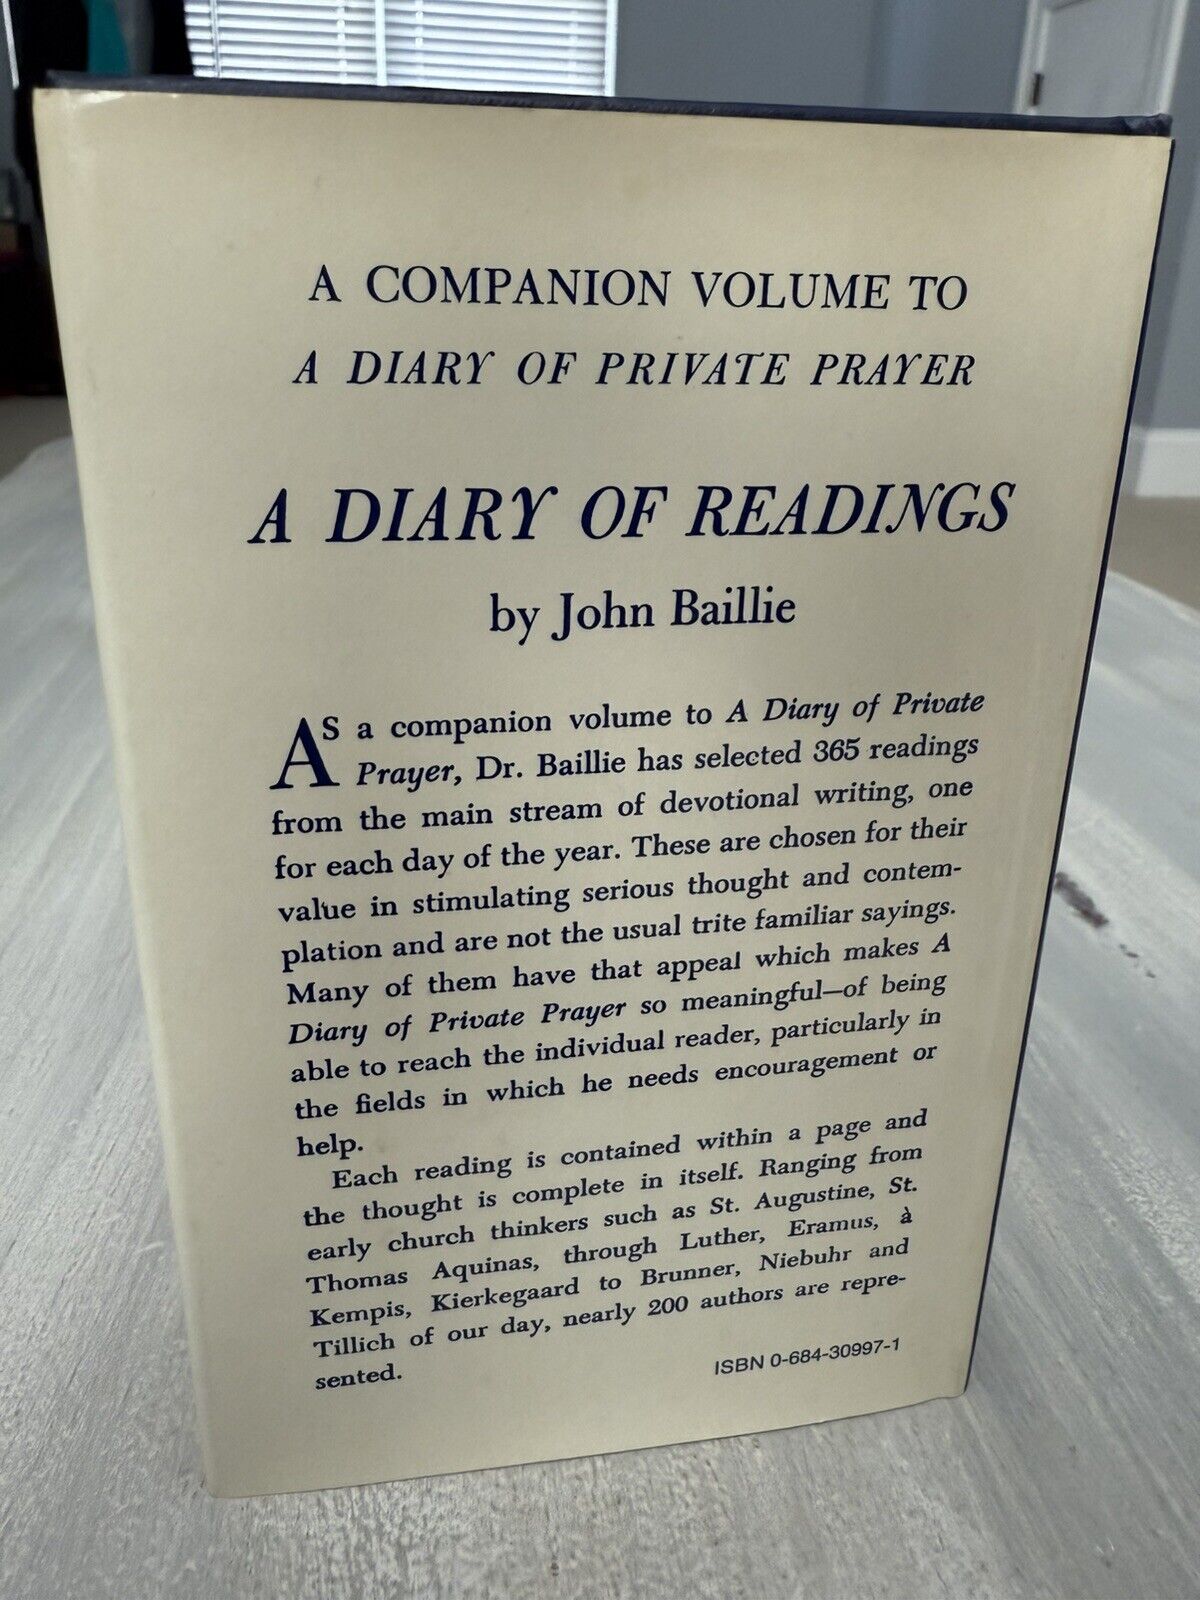 A COMPANION VOLUME TO
A DIARY OF PRIVATE PRAYER
A DIARY OF READINGS
by John Baillie
As a companion volume to A Diary of Private
Prayer, Dr. Baillie has selected 365 readings
from the main stream of devotional writing, one
for each day of the year. These are chosen for their
value in stimulating serious thought and contem-
plation and are not the usual trite familiar sayings.
Many of them have that appeal which makes A
Diary of Private Prayer so meaningful—of being
able to reach the individual reader, particularly in
the fields in which he needs encouragement or
help.
Each reading is contained within a page and
the thought is complete in itself. Ranging from
early church thinkers such as St. Augustine, St.
Thomas Aquinas, through Luther, Eramus, à
Kempis, Kierkegaard to Brunner, Niebuhr and
Tillich of our day, nearly 200 authors are repre-
sented.
ISBN 0-684-30997-1